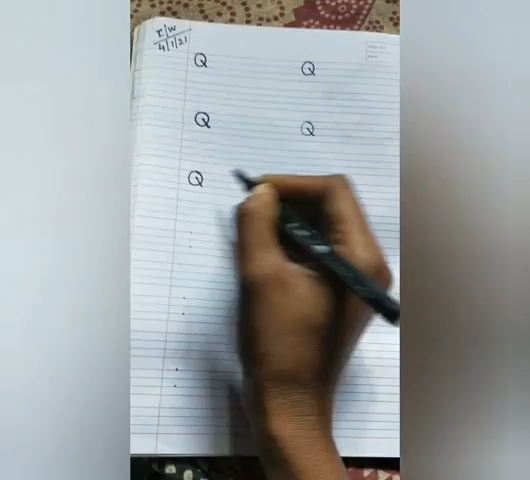 r/w
4/1/21
Q Q
Q Q
Q